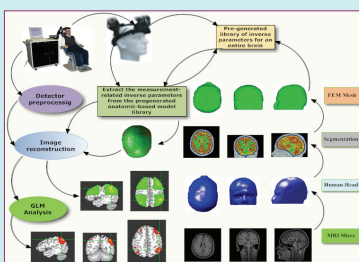 Pre-generated
library of inverse
parameters for an
entire brain
Extract the measurement-
related inverse parameters
from the pregenerated
anatomic-based model
library
Detector
preprocessig
Image
reconstruction
GLM
Analysis
FEM Mesh
Segmentation
Human Head
MRI Slices